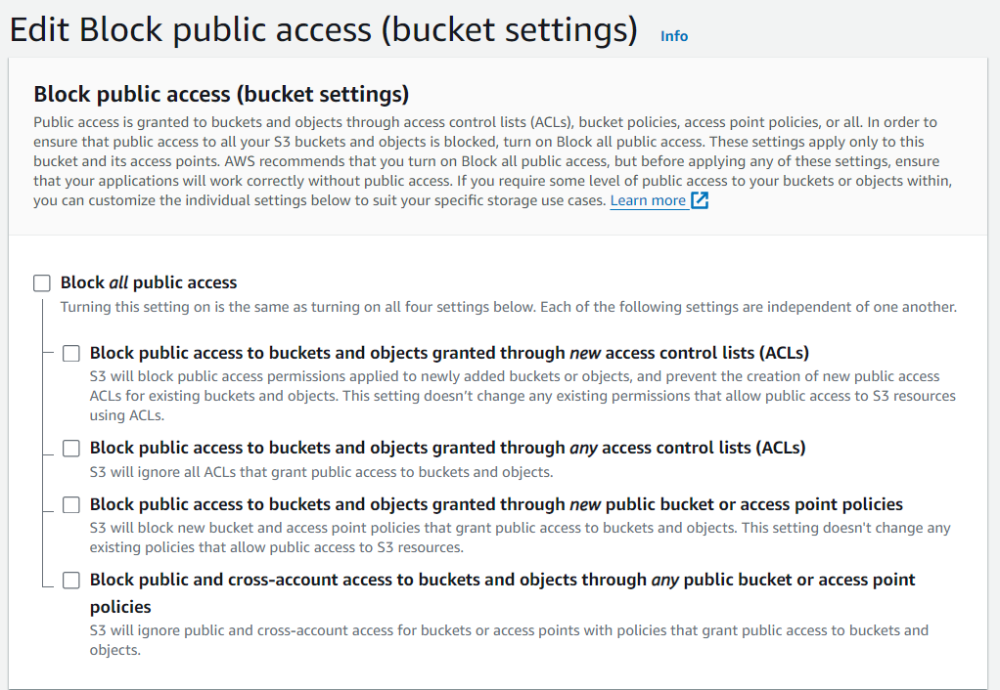 Edit Block public access (bucket settings) Info
Block public access (bucket settings)
Public access is granted to buckets and objects through access control lists (ACLs), bucket policies, access point policies, or all. In order to
ensure that public access to all your S3 buckets and objects is blocked, turn on Block all public access. These settings apply only to this
bucket and its access points. AWS recommends that you turn on Block all public access, but before applying any of these settings, ensure
that your applications will work correctly without public access. If you require some level of public access to your buckets or objects within,
you can customize the individual settings below to suit your specific storage use cases. Learn more
Block all public access
Turning this setting on is the same as turning on all four settings below. Each of the following settings are independent of one another.
Block public access to buckets and objects granted through new access control lists (ACLs)
S3 will block public access permissions applied to newly added buckets or objects, and prevent the creation of new public access
ACLs for existing buckets and objects. This setting doesn't change any existing permissions that allow public access to S3 resources
using ACLs.
Block public access to buckets and objects granted through any access control lists (ACLs)
S3 will ignore all ACLs that grant public access to buckets and objects.
Block public access to buckets and objects granted through new public bucket or access point policies
S3 will block new bucket and access point policies that grant public access to buckets and objects. This setting doesn't change any
existing policies that allow public access to S3 resources.
Block public and cross-account access to buckets and objects through any public bucket or access point
policies
S3 will ignore public and cross-account access for buckets or access points with policies that grant public access to buckets and
objects.